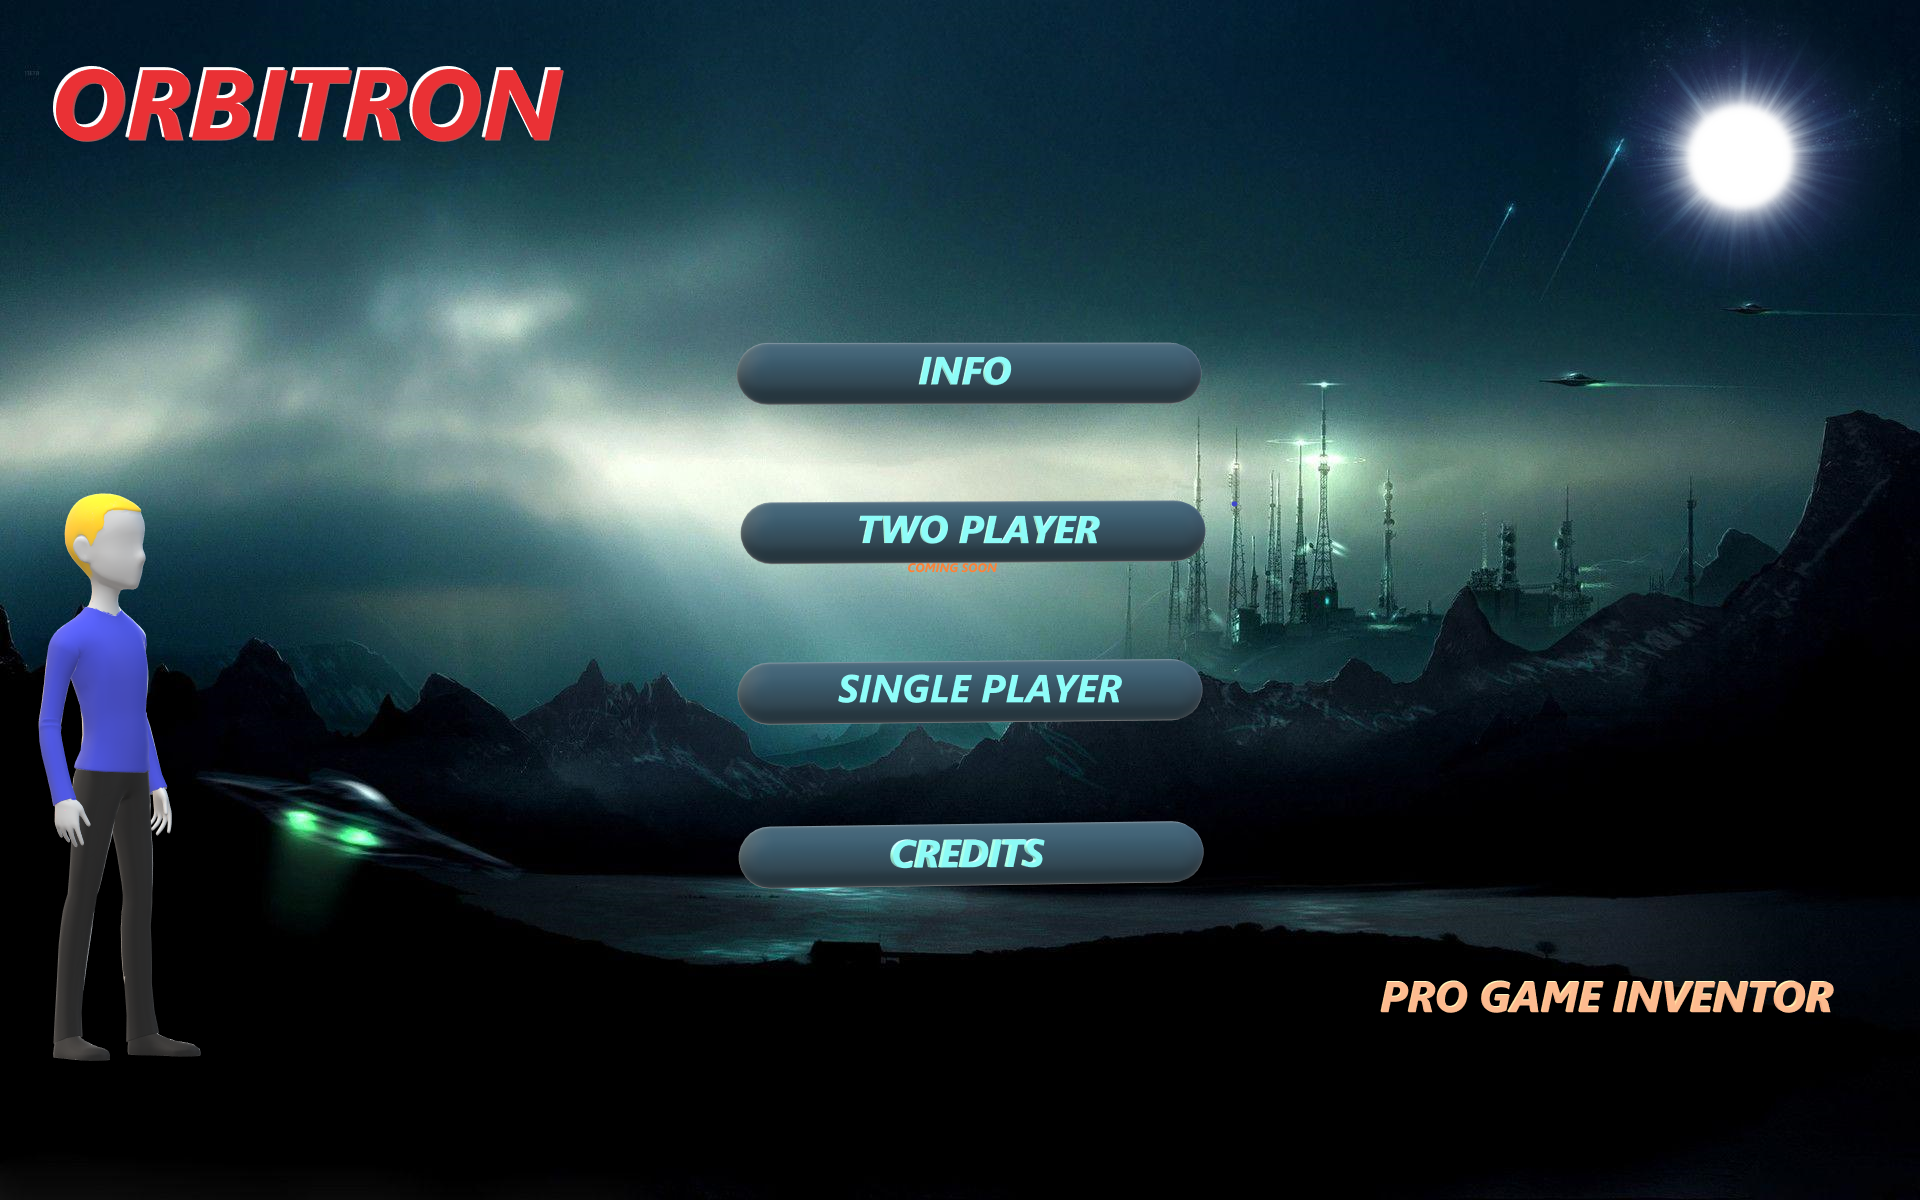 ORBITRON
INFO
TWO PLAYER
COMING SOON
SINGLE PLAYER
CREDITS
PRO GAME INVENTOR